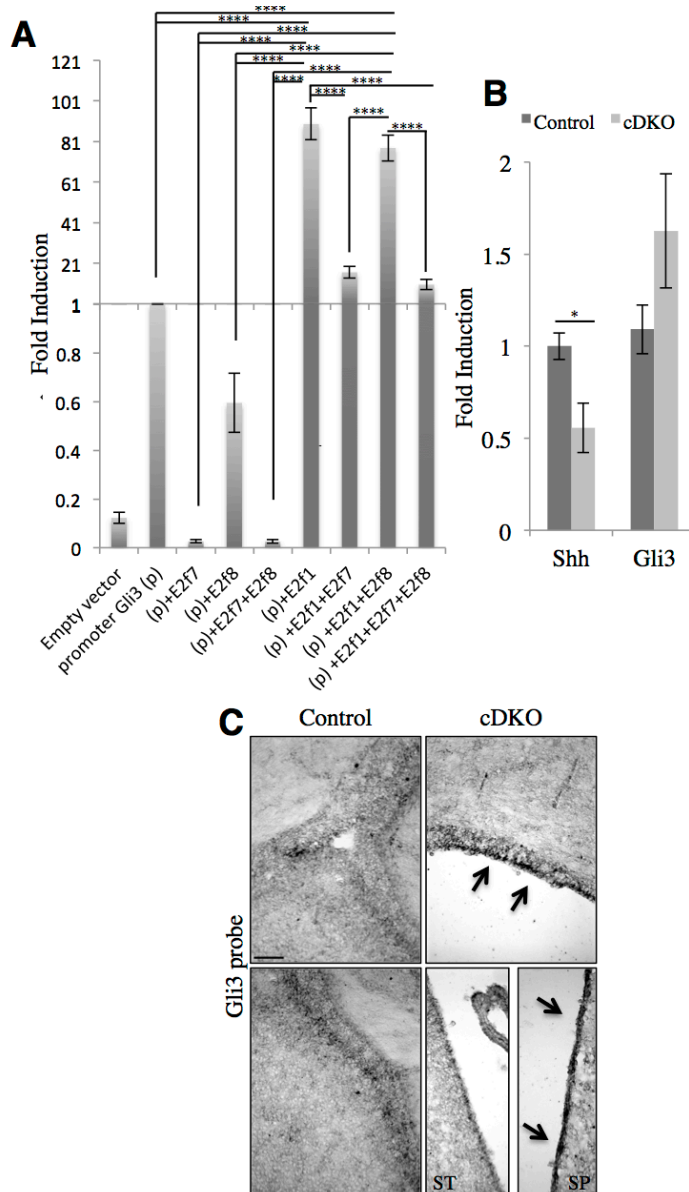 A
****
****
****
****
****
****
****
****
****
****
****
****
121
101
81
61
41
21
1
0.8
0.6
0.4
0.2
0
Fold Induction
Empty vector
promoter Gli3 (p)
(p)+E2f7
(p)+E2f8
(p)+E2f7+E2f8
(p)+E2f1
(p) +E2f1+E2f7
(p) +E2f1+E2f8
(p) +E2f1+E2f7+E2f8
B
Control cDKO
2
1.5
1
0.5
0
Fold Induction
*
Shh Gli3
C
Control cDKO
Gli3 probe
ST SP